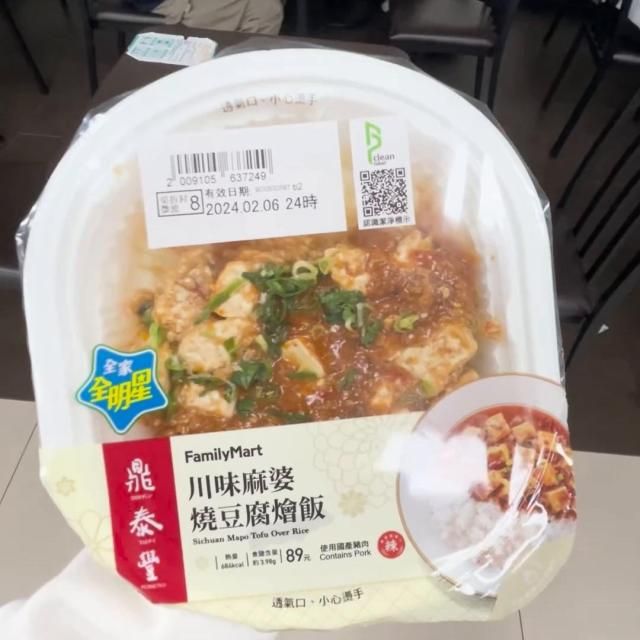 透氣口、小心燙手
clean
label
2 009105 637249
8
有效日期
2024.02.06 24時
認識潔淨標示
全家
全明星
鼎泰豐
FamilyMart
川味麻婆
燒豆腐燴飯
Sichuan Mapo Tofu Over Rice
熱量
684kcal
食鹽含量
約3.98g
89元
使用國產豬肉
Contains Pork
辣
透氣口、小心燙手